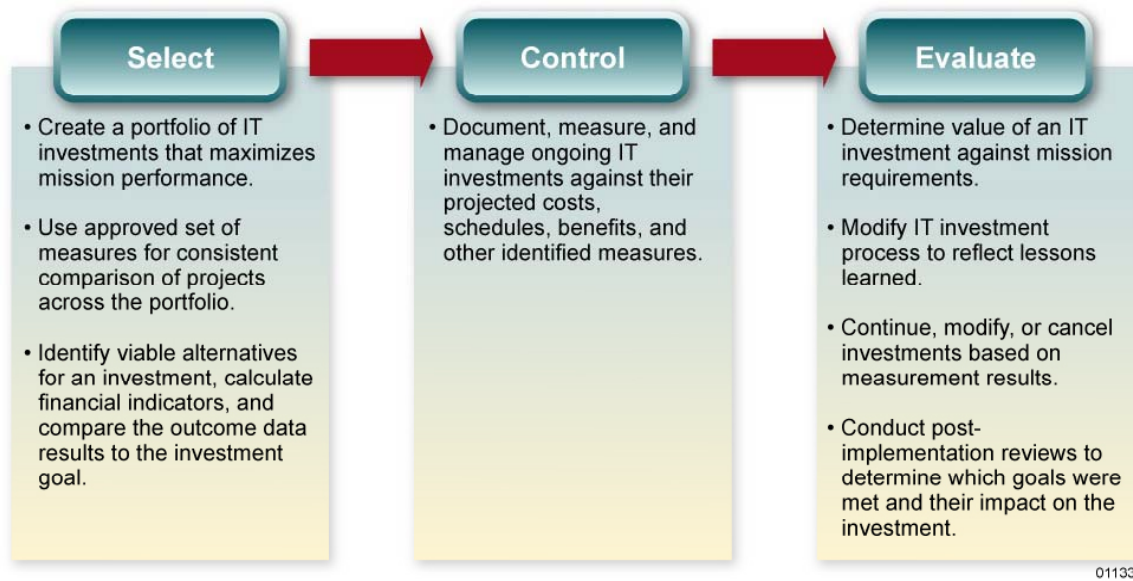 Select
• Create a portfolio of IT
investments that maximizes
mission performance.
• Use approved set of
measures for consistent
comparison of projects
across the portfolio.
• Identify viable alternatives
for an investment, calculate
financial indicators, and
compare the outcome data
results to the investment
goal.
Control
• Document, measure, and
manage ongoing IT
investments against their
projected costs,
schedules, benefits, and
other identified measures.
Evaluate
• Determine value of an IT
investment against mission
requirements.
• Modify IT investment
process to reflect lessons
learned.
• Continue, modify, or cancel
investments based on
measurement results.
• Conduct post-
implementation reviews to
determine which goals were
met and their impact on the
investment.
01133